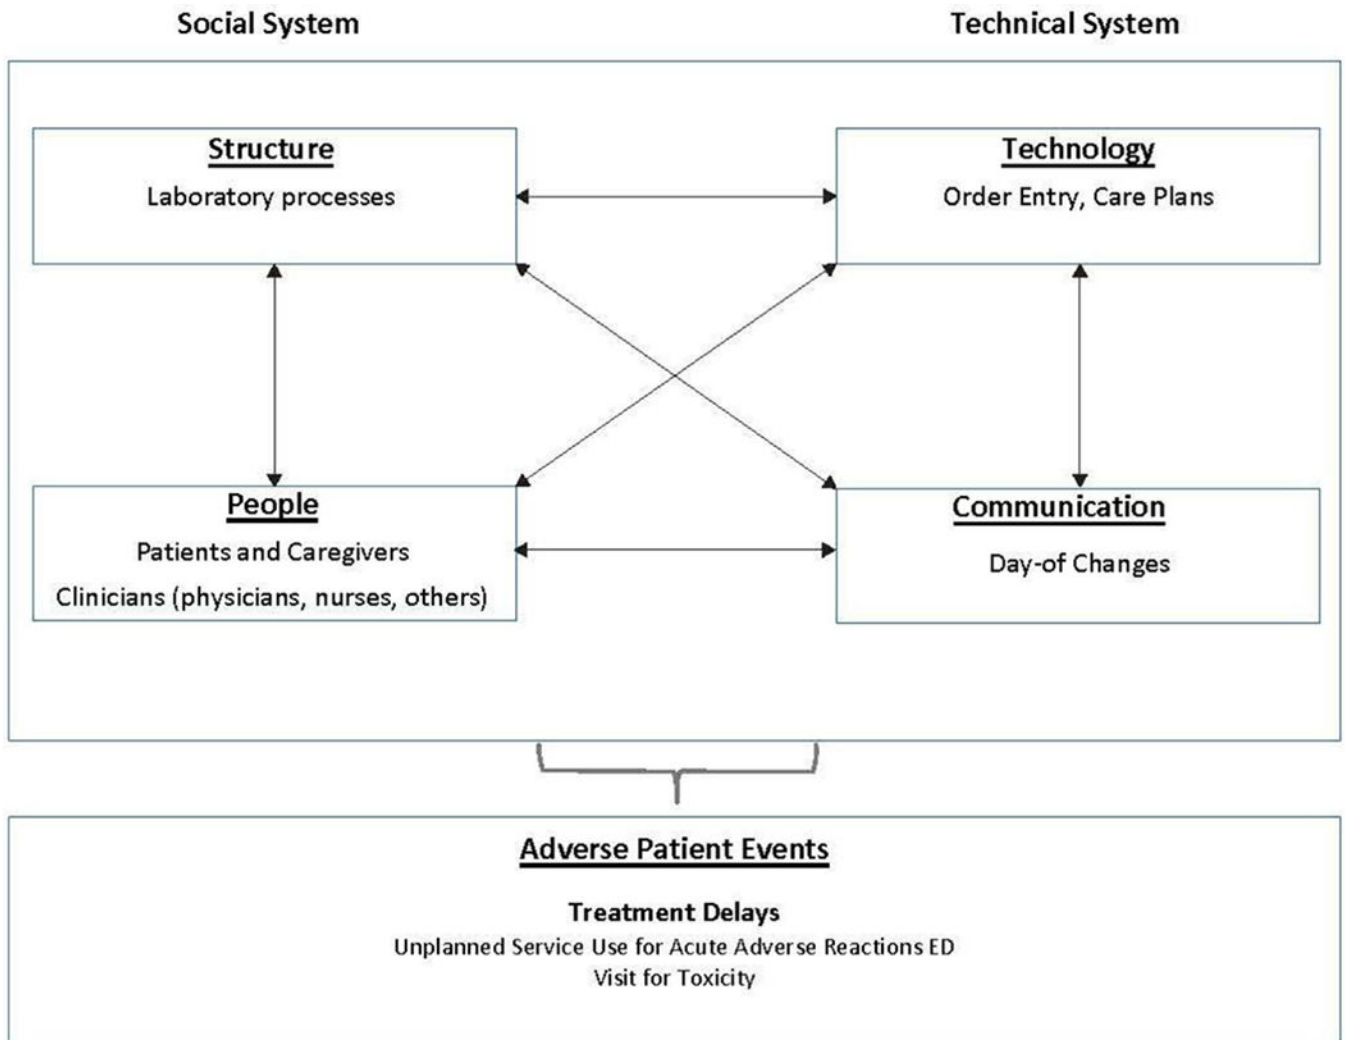 Social System
Technical System
Structure
Laboratory processes
Technology
Order Entry, Care Plans
People
Patients and Caregivers
Clinicians (physicians, nurses, others)
Communication
Day-of Changes
Adverse Patient Events
Treatment Delays
Unplanned Service Use for Acute Adverse Reactions ED
Visit for Toxicity